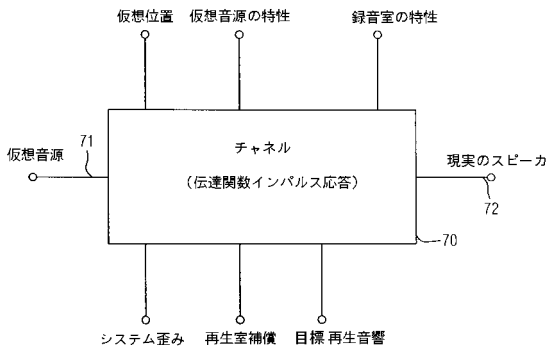 仮想位置
仮想音源の特性
録音室の特性
71
仮想音源
チャネル
(伝達関数インパルス応答)
現実のスピーカ
72
70
システム歪み
再生室補償
目標 再生音響